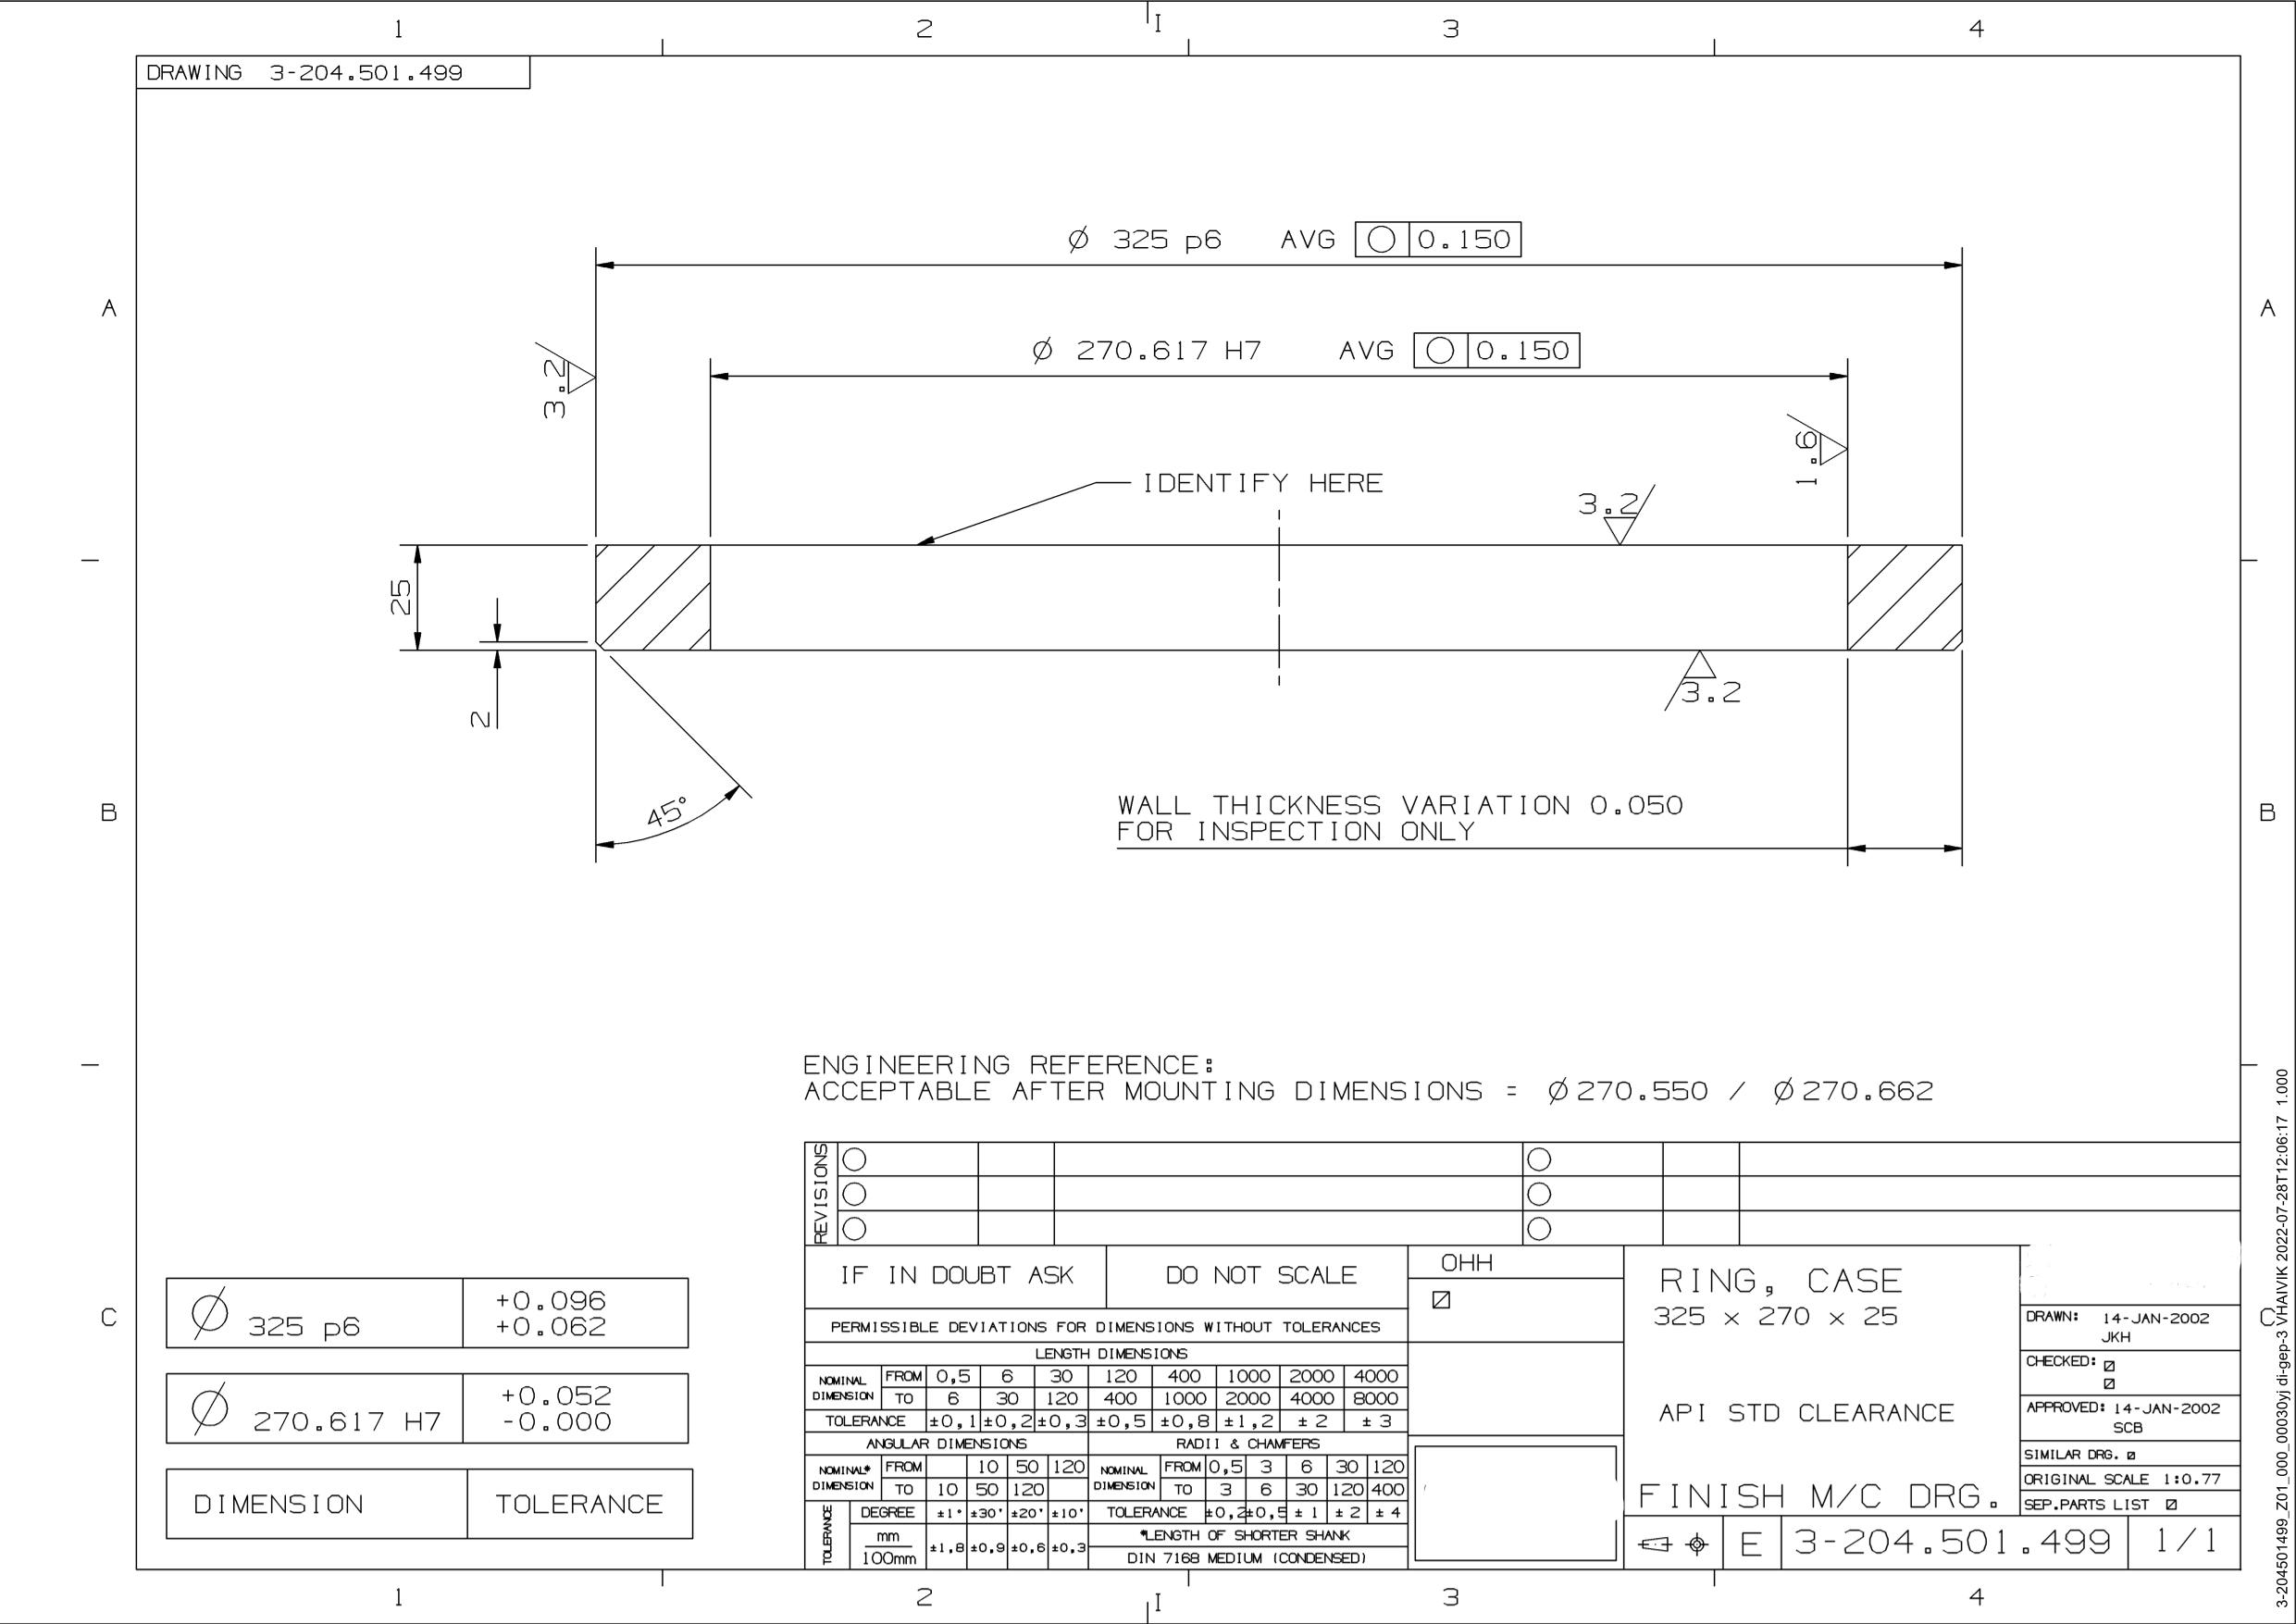 1 2 I 3 4
DRAWING 3-204.501.499
Ø 325 p6 AVG ○ 0.150
A A
Ø 270.617 H7 AVG ○ 0.150
3.2
1.6
IDENTIFY HERE
3.2
25
2
3.2
45°
B B
WALL THICKNESS VARIATION 0.050
FOR INSPECTION ONLY
ENGINEERING REFERENCE:
ACCEPTABLE AFTER MOUNTING DIMENSIONS = Ø270.550 / Ø270.662
REVISIONS
C C
Ø 325 p6 +0.096
+0.062
Ø 270.617 H7 +0.052
-0.000
DIMENSION TOLERANCE
IF IN DOUBT ASK DO NOT SCALE
PERMISSIBLE DEVIATIONS FOR DIMENSIONS WITHOUT TOLERANCES
LENGTH DIMENSIONS
NOMINAL DIMENSION FROM 0,5 6 30 120 400 1000 2000 4000
TO 6 30 120 400 1000 2000 4000 8000
TOLERANCE ±0,1 ±0,2 ±0,3 ±0,5 ±0,8 ±1,2 ± 2 ± 3
ANGULAR DIMENSIONS RADII & CHAMFERS
NOMINAL* DIMENSION FROM 10 50 120 NOMINAL DIMENSION FROM 0,5 3 6 30 120
TO 10 50 120 TO 3 6 30 120 400
TOLERANCE DEGREE ±1° ±30' ±20' ±10' TOLERANCE ±0,2 ±0,5 ± 1 ± 2 ± 4
mm
100mm ±1,8 ±0,9 ±0,6 ±0,3 *LENGTH OF SHORTER SHANK
DIN 7168 MEDIUM (CONDENSED)
OHH
RING, CASE
325 × 270 × 25
API STD CLEARANCE
FINISH M/C DRG.
DRAWN: 14-JAN-2002
JKH
CHECKED:
APPROVED: 14-JAN-2002
SCB
SIMILAR DRG.
ORIGINAL SCALE 1:0.77
SEP.PARTS LIST
E 3-204.501.499 1/1
1 2 I 3 4
3-204501499_Z01_000_00030yj di-gep-3 VHAIVIK 2022-07-28T12:06:17 1.000